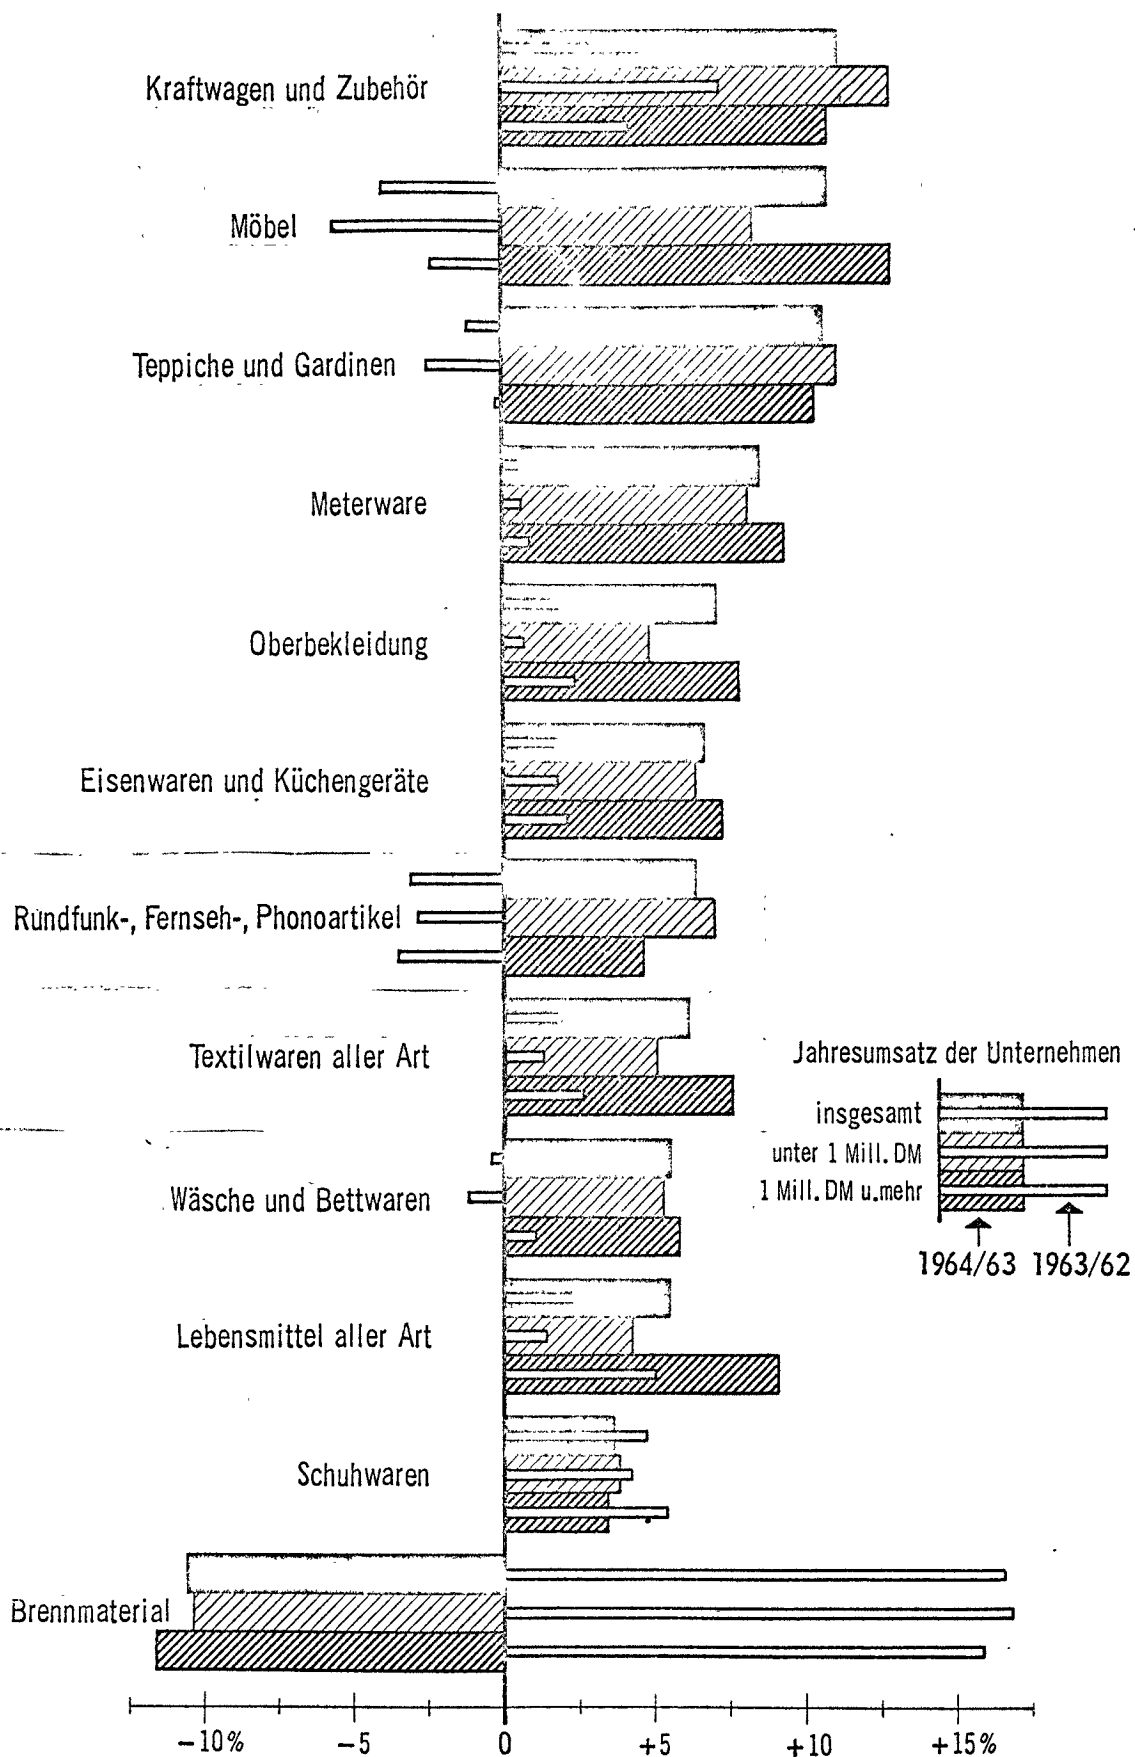 Kraftwagen und Zubehör
Möbel
Teppiche und Gardinen
Meterware
Oberbekleidung
Eisenwaren und Küchengeräte
Rundfunk-, Fernseh-, Phonoartikel
Textilwaren aller Art
Jahresumsatz der Unternehmen
insgesamt
unter 1 Mill. DM
1 Mill. DM u. mehr
1964/63 1963/62
Wäsche und Bettwaren
Lebensmittel aller Art
Schuhwaren
Brennmaterial
-10% -5 0 +5 +10 +15%